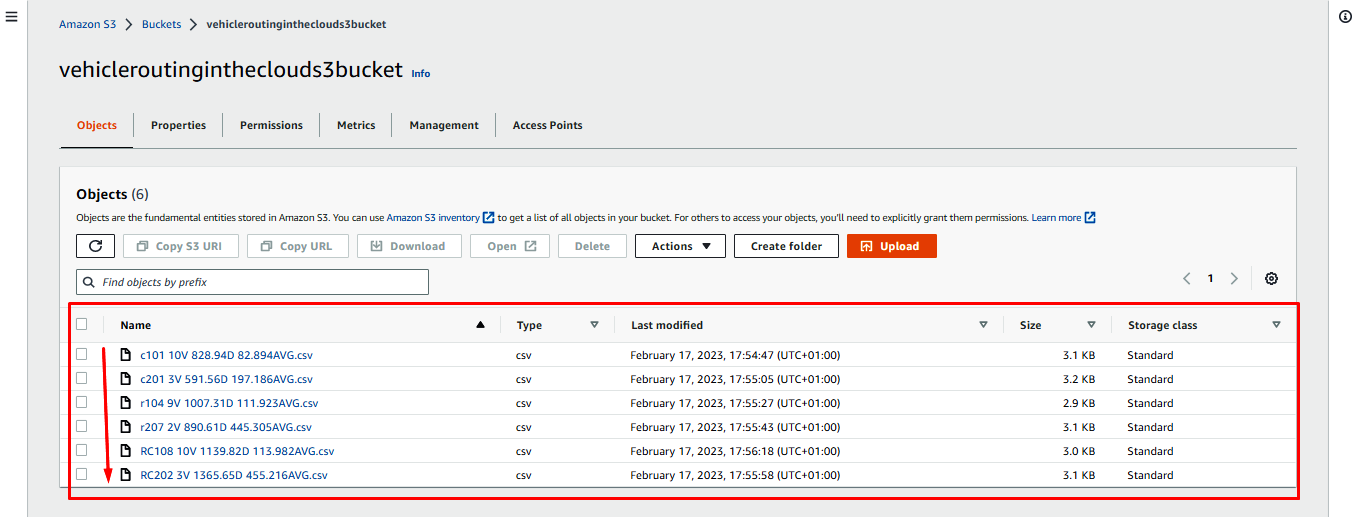 Amazon S3 > Buckets > vehicleroutingintheclouds3bucket
vehicleroutingintheclouds3bucket Info
Objects Properties Permissions Metrics Management Access Points
Objects (6)
Objects are the fundamental entities stored in Amazon S3. You can use Amazon S3 inventory to get a list of all objects in your bucket. For others to access your objects, you'll need to explicitly grant them permissions. Learn more
Copy S3 URI Copy URL Download Open Delete Actions Create folder Upload
Find objects by prefix
1
Name Type Last modified Size Storage class
c101 10V 828.94D 82.894AVG.csv csv February 17, 2023, 17:54:47 (UTC+01:00) 3.1 KB Standard
c201 3V 591.56D 197.186AVG.csv csv February 17, 2023, 17:55:05 (UTC+01:00) 3.2 KB Standard
r104 9V 1007.31D 111.923AVG.csv csv February 17, 2023, 17:55:27 (UTC+01:00) 2.9 KB Standard
r207 2V 890.61D 445.305AVG.csv csv February 17, 2023, 17:55:43 (UTC+01:00) 3.1 KB Standard
RC108 10V 1139.82D 113.982AVG.csv csv February 17, 2023, 17:56:18 (UTC+01:00) 3.0 KB Standard
RC202 3V 1365.65D 455.216AVG.csv csv February 17, 2023, 17:55:58 (UTC+01:00) 3.1 KB Standard